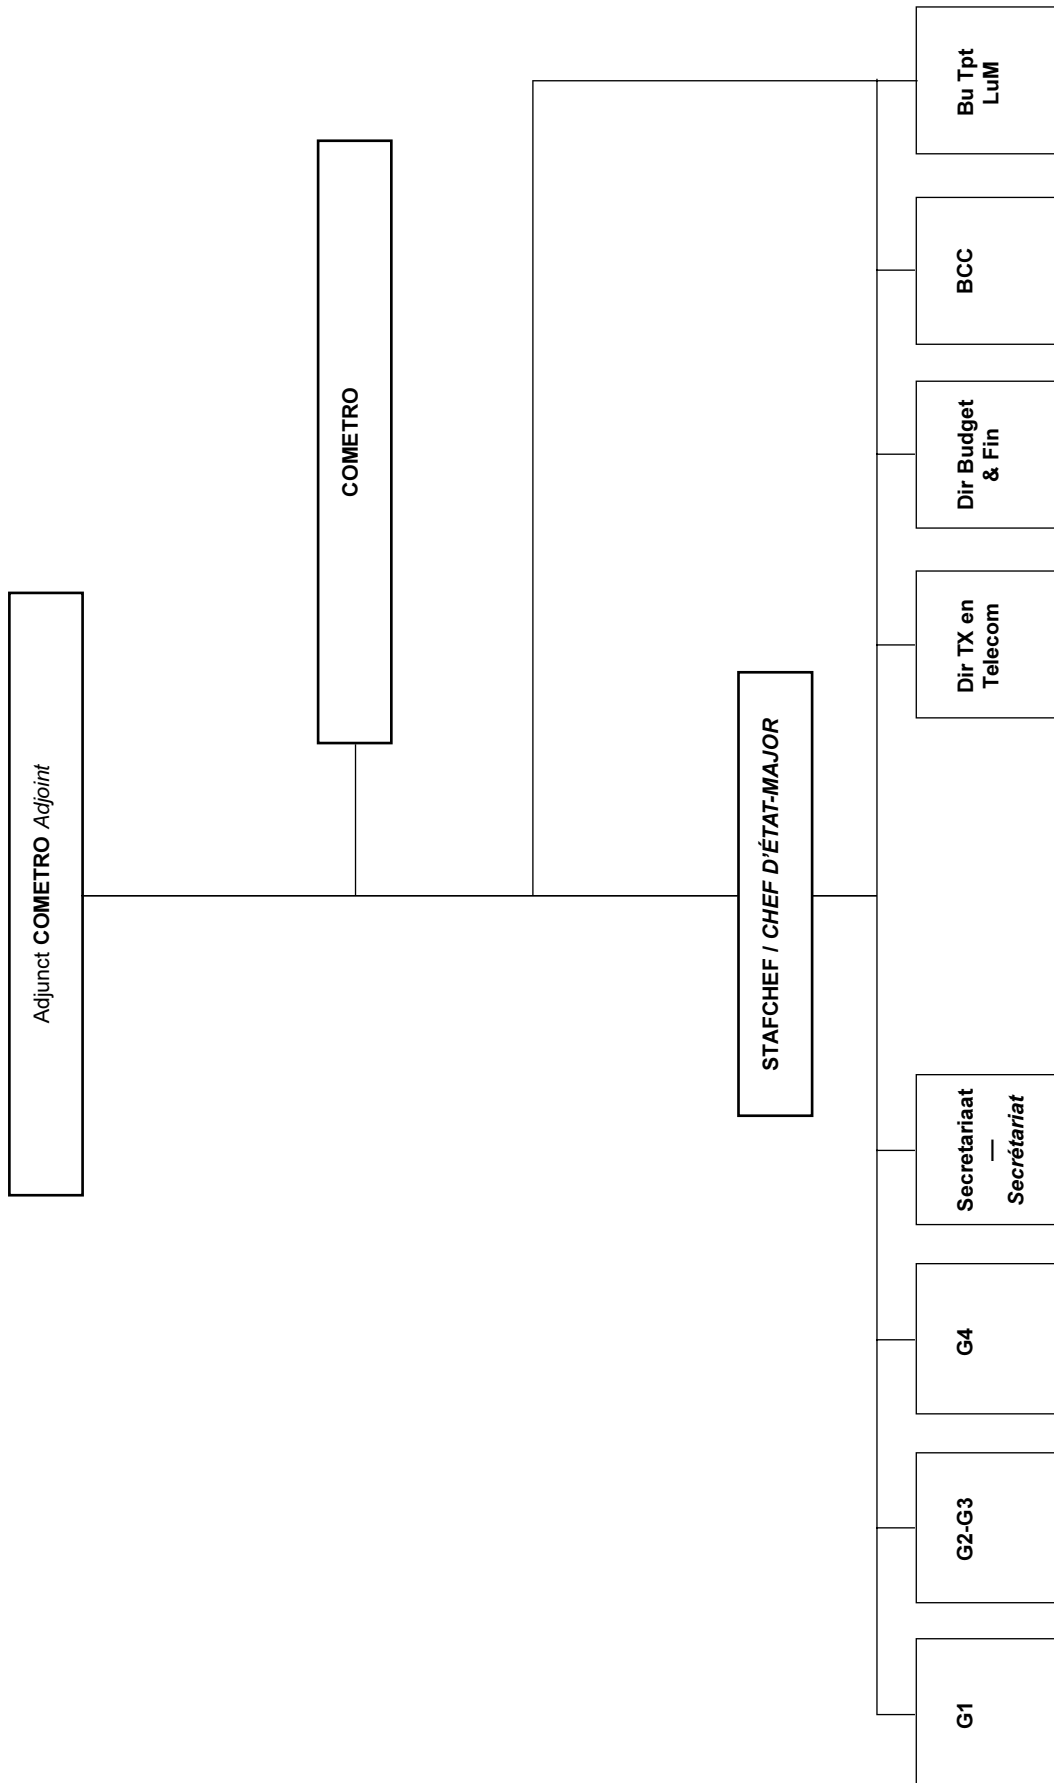 Adjunct COMETRO Adjoint
COMETRO
STAFCHEF / CHEF D'ÉTAT-MAJOR
G1
G2-G3
G4
Secretariaat
—
Secrétariat
Dir TX en
Telecom
Dir Budget
& Fin
BCC
Bu Tpt
LuM